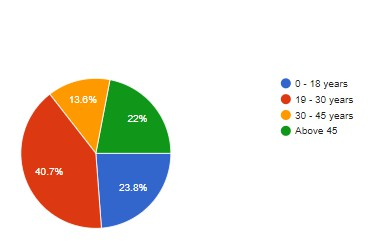 0 - 18 years
19 - 30 years
30 - 45 years
Above 45
13.6%
22%
40.7%
23.8%